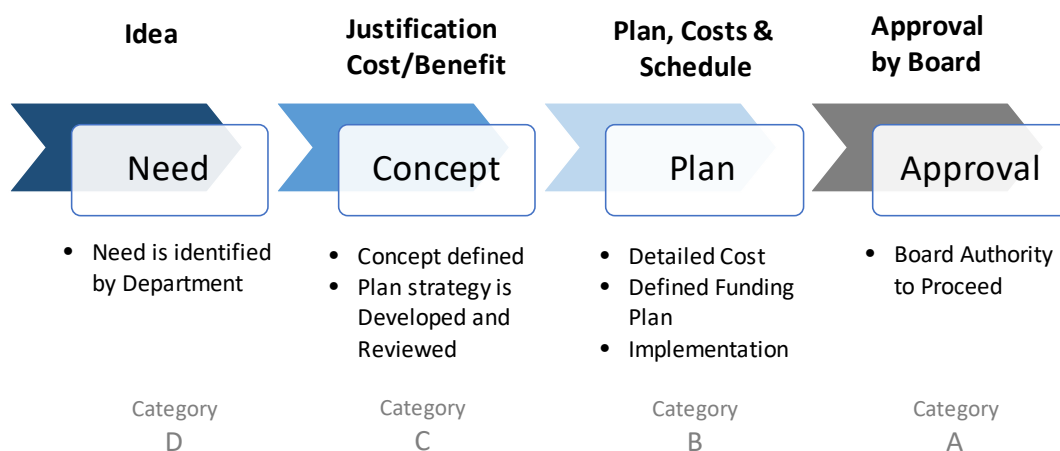 Idea
Justification
Cost/Benefit
Plan, Costs &
Schedule
Approval
by Board
Need
Concept
Plan
Approval
• Need is identified
by Department
• Concept defined
• Plan strategy is
Developed and
Reviewed
• Detailed Cost
• Defined Funding
Plan
• Implementation
• Board Authority
to Proceed
Category
D
Category
C
Category
B
Category
A